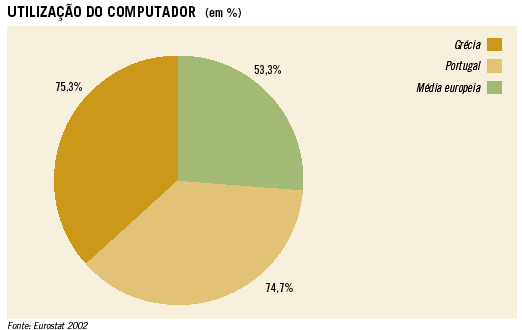 UTILIZAÇÃO DO COMPUTADOR (em %)
Grécia
Portugal
Média europeia
53,3%
75,3%
74,7%
Fonte: Eurostat 2002